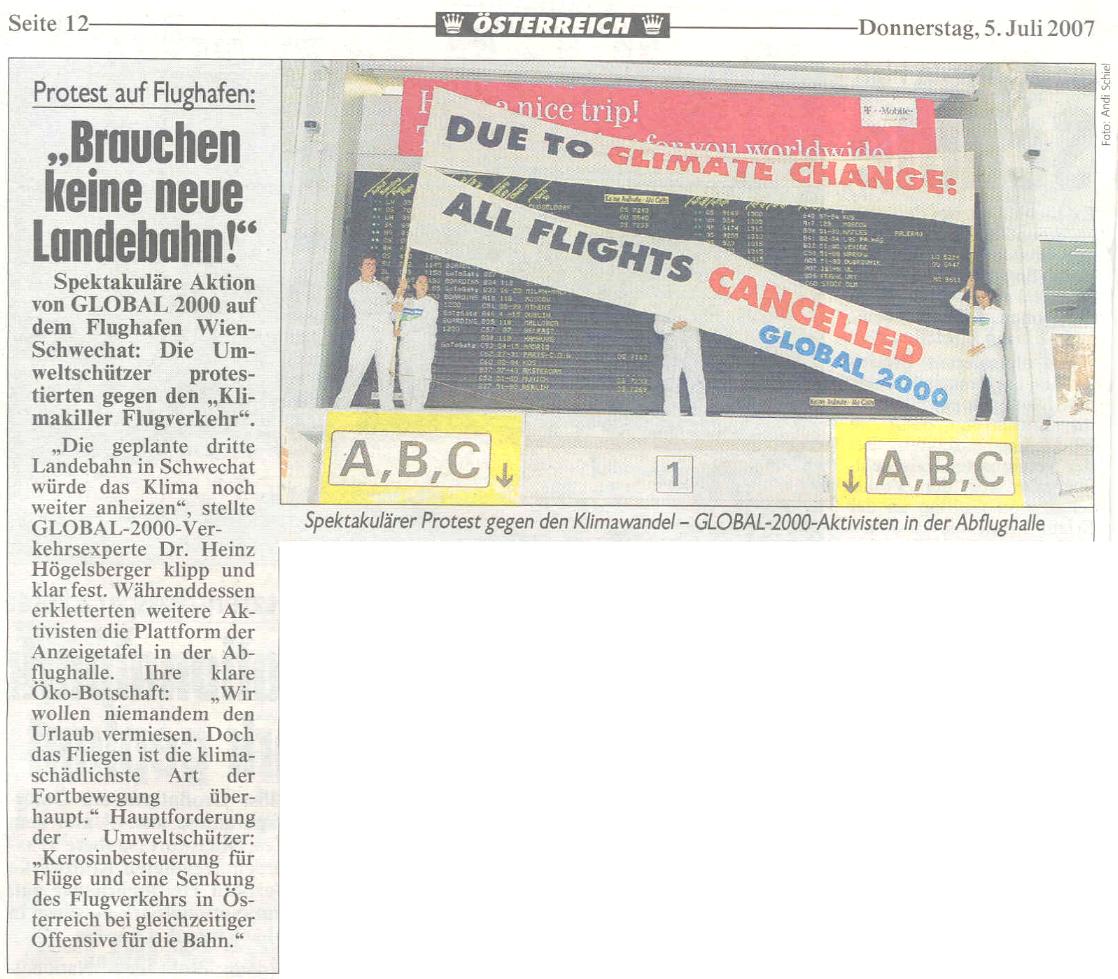 Seite 12
ÖSTERREICH
Donnerstag, 5. Juli 2007
Protest auf Flughafen:
„Brauchen
keine neue
Landebahn!“
Spektakuläre Aktion
von GLOBAL 2000 auf
dem Flughafen Wien-
Schwechat: Die Um-
weltschützer protes-
tierten gegen den „Kli-
makiller Flugverkehr“.
„Die geplante dritte
Landebahn in Schwechat
würde das Klima noch
weiter anheizen“, stellte
GLOBAL-2000-Ver-
kehrsexperte Dr. Heinz
Högelsberger klipp und
klar fest. Währenddessen
erkletterten weitere Ak-
tivisten die Plattform der
Anzeigetafel in der Ab-
flughalle. Ihre klare
Öko-Botschaft: „Wir
wollen niemandem den
Urlaub vermiesen. Doch
das Fliegen ist die klima-
schädlichste Art der
Fortbewegung über-
haupt.“ Hauptforderung
der Umweltschützer:
„Kerosinbesteuerung für
Flüge und eine Senkung
des Flugverkehrs in Ös-
terreich bei gleichzeitiger
Offensive für die Bahn.“
a nice trip!
T-Mobile
for you worldwide
DUE TO CLIMATE CHANGE:
ALL FLIGHTS CANCELLED
GLOBAL 2000
A,B,C
1
A,B,C
Foto: Andi Schiel
Spektakulärer Protest gegen den Klimawandel – GLOBAL-2000-Aktivisten in der Abflughalle